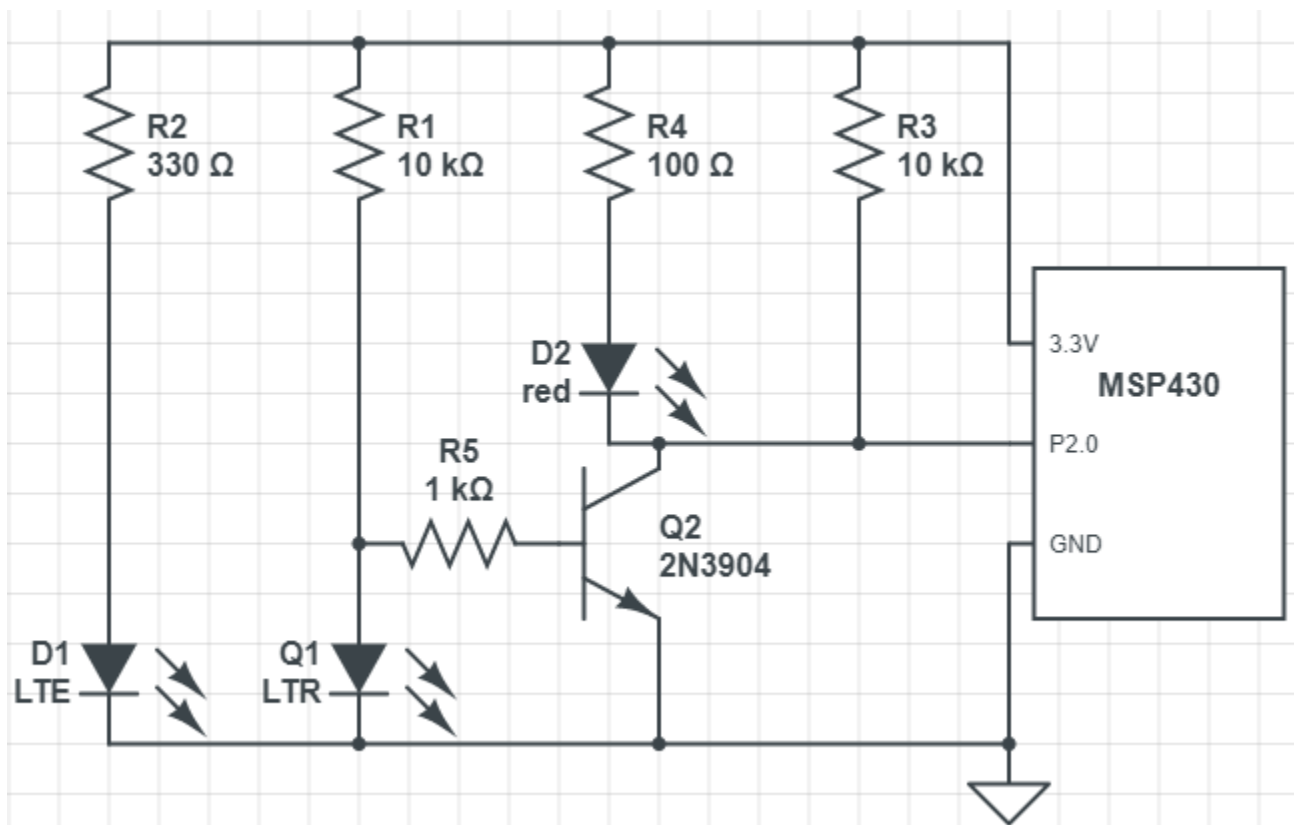 R2
330 Ω
R1
10 kΩ
R4
100 Ω
R3
10 kΩ
3.3V
MSP430
D2
red
P2.0
R5
1 kΩ
Q2
2N3904
GND
D1
LTE
Q1
LTR